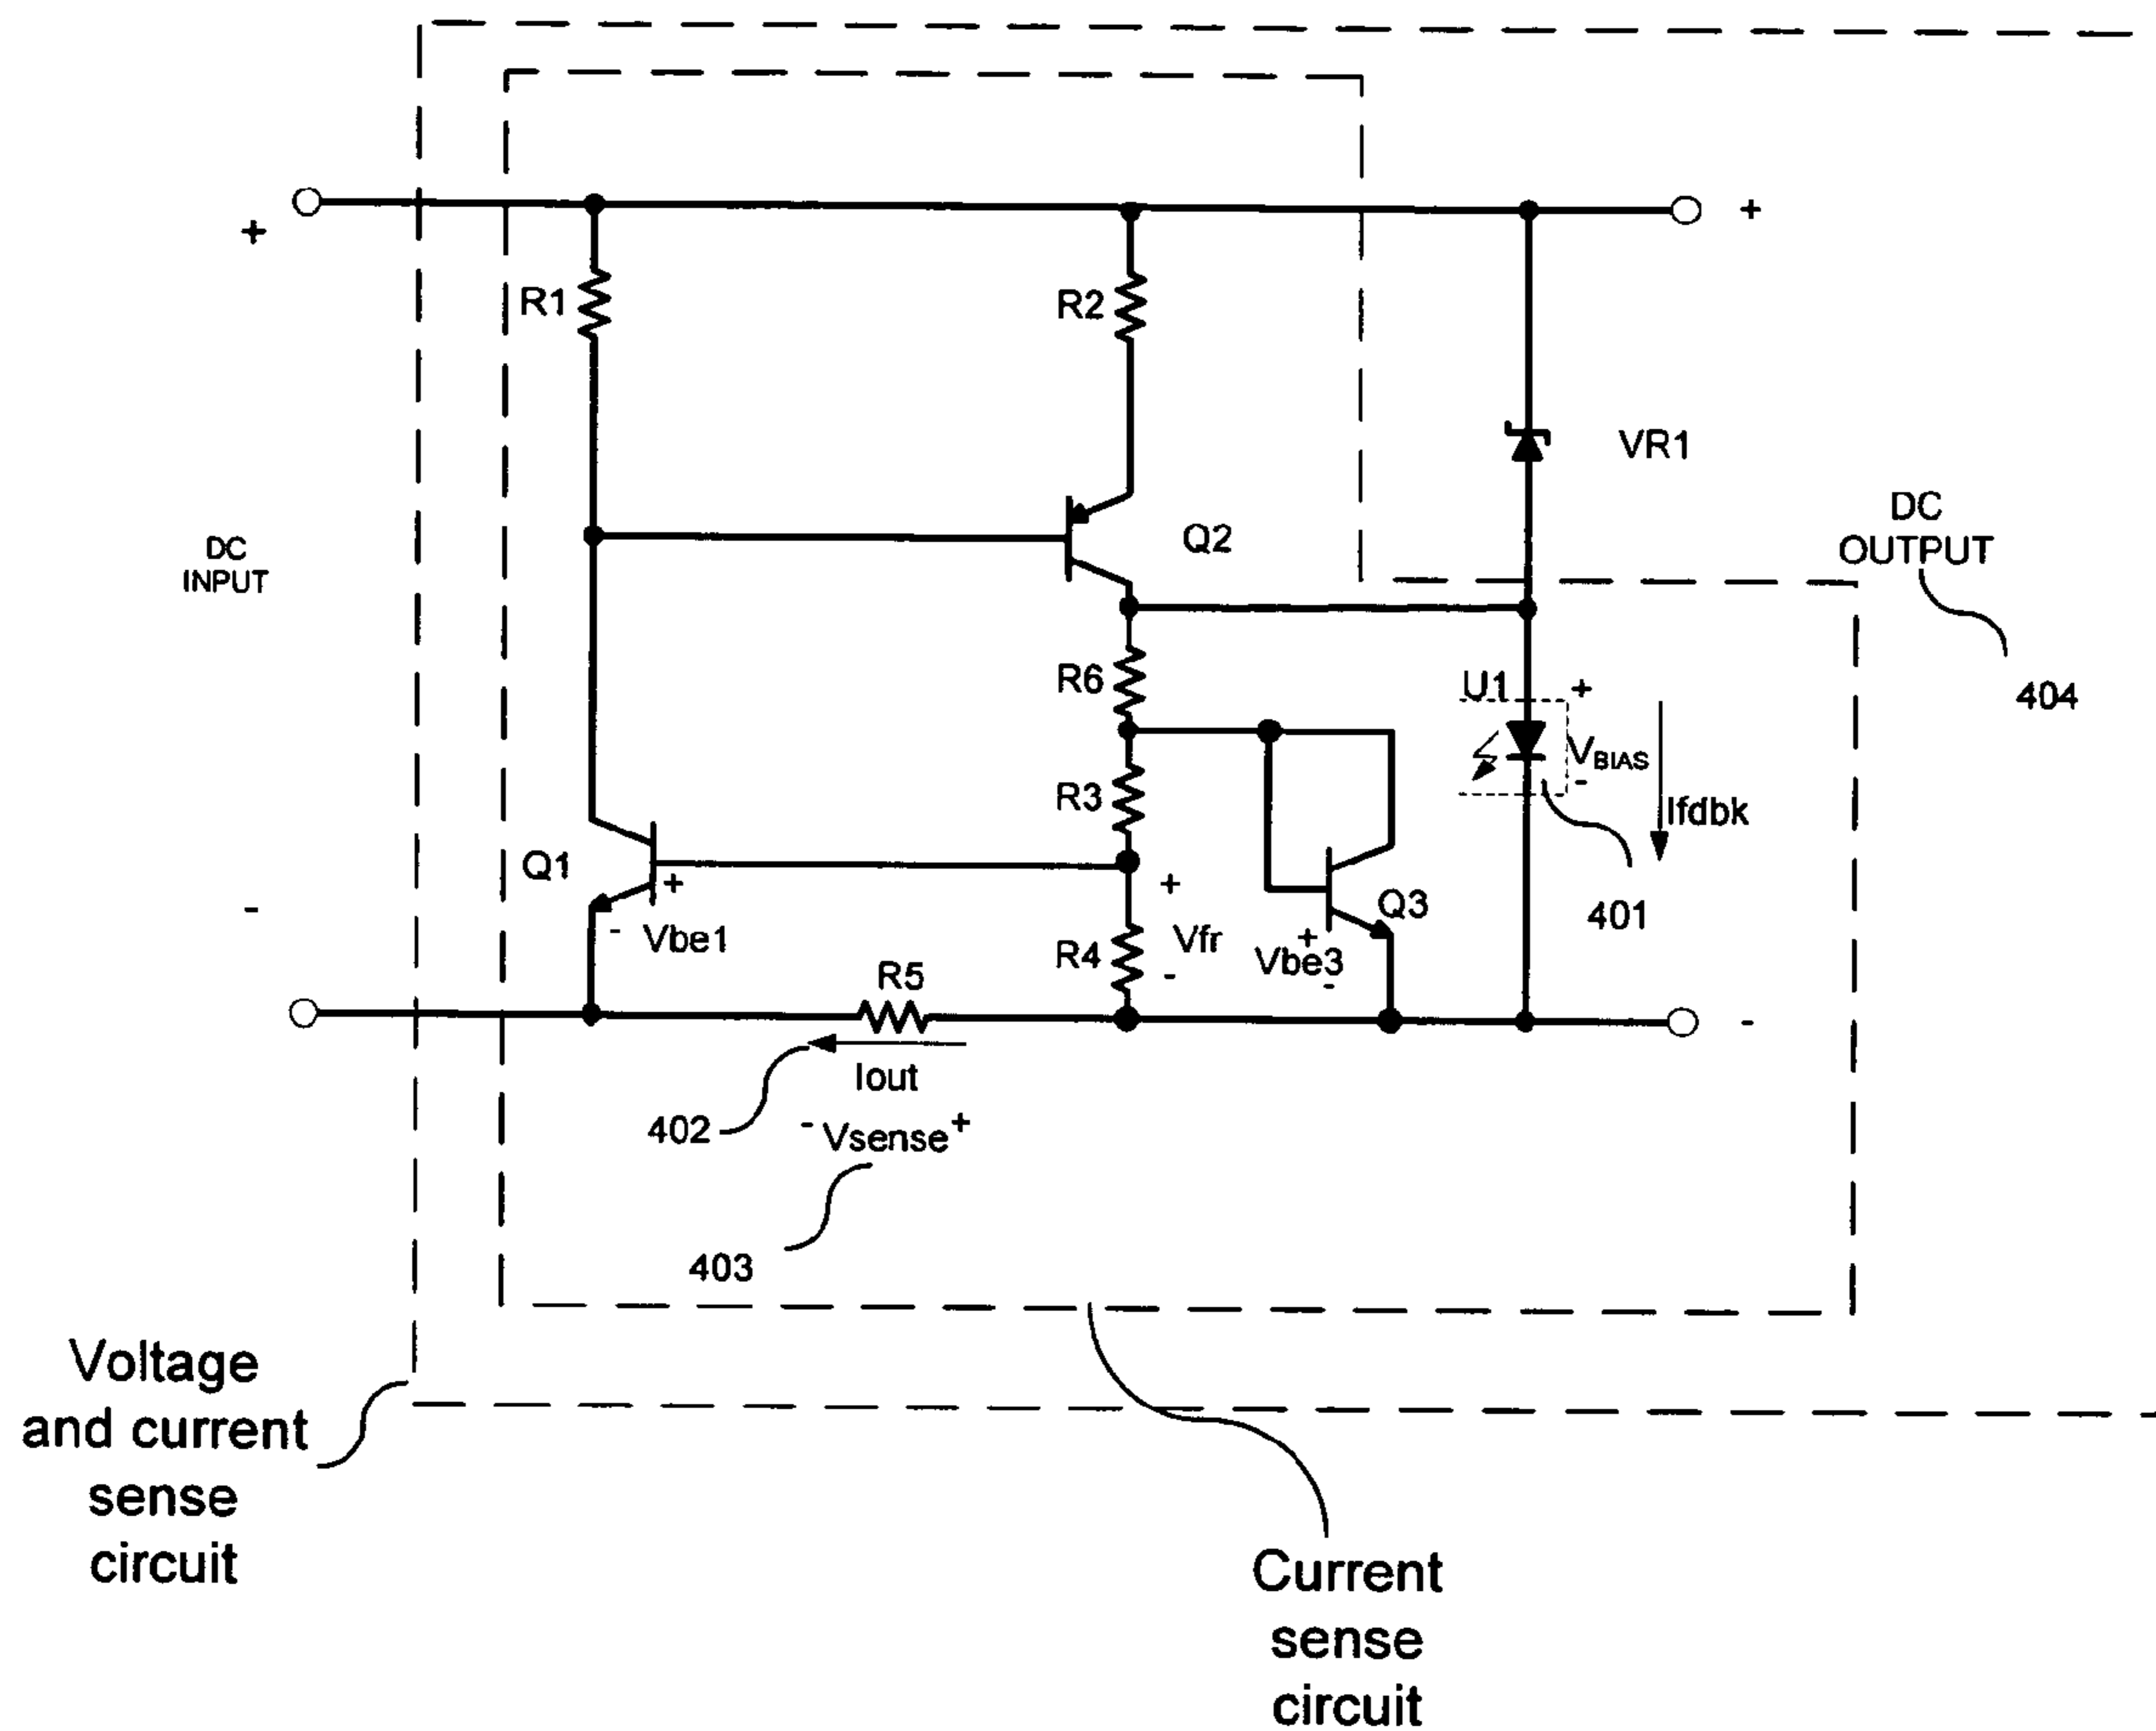 +
+
R1
R2
VR1
DC
OUTPUT
Q2
DC
INPUT
R6
U1
+
404
VBIAS
-
R3
Ifdbk
Q1
+
+
Q3
401
-
- Vbe1
R4
Vfr
-
+
Vbe3
-
R5
-
Iout
402
- Vsense +
403
Voltage
and current
sense
circuit
Current
sense
circuit